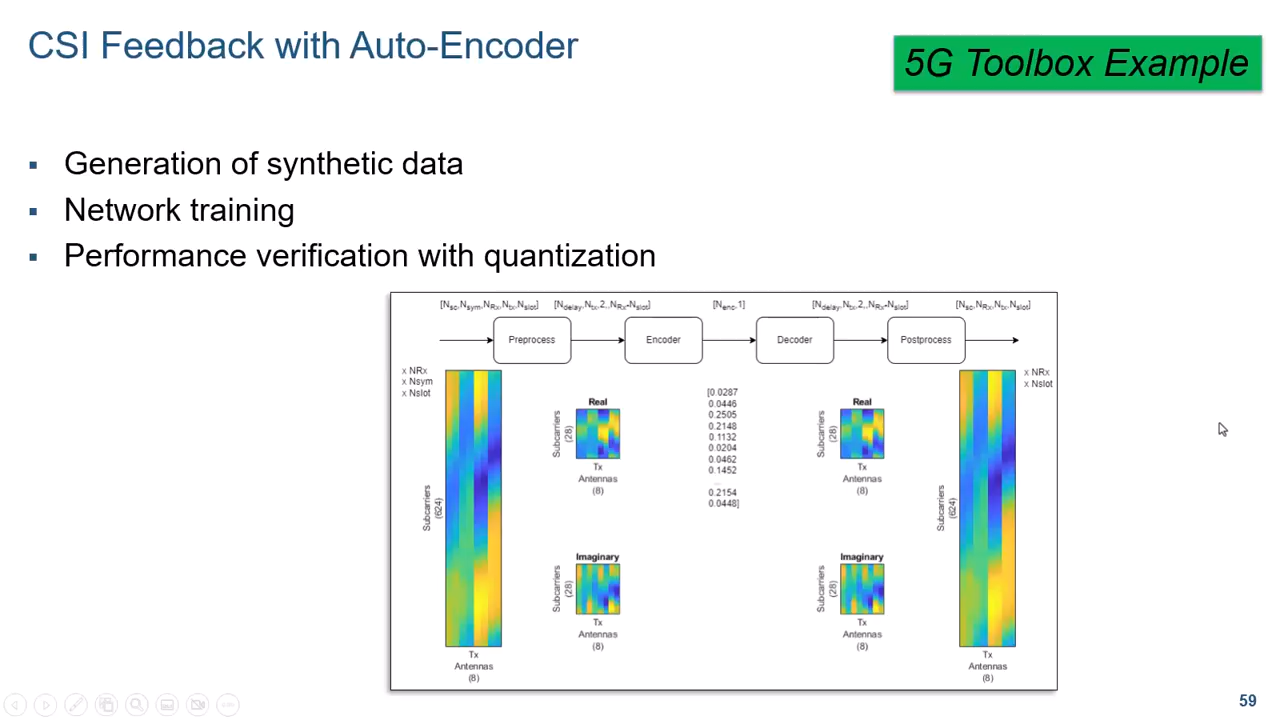 CSI Feedback with Auto-Encoder
5G Toolbox Example
▪ Generation of synthetic data
▪ Network training
▪ Performance verification with quantization
[Nsc,Nsym,NRx,Ntx,Nslot]
[Ndelay,Ntx,2,,NRx-Nslot]
[Nenc,1]
[Ndelay,Ntx,2,,NRx-Nslot]
[Nsc,NRx,Ntx,Nslot]
Preprocess
Encoder
Decoder
Postprocess
x NRx
x Nsym
x Nslot
Subcarriers
(624)
Tx
Antennas
(8)
Real
Subcarriers
(28)
Tx
Antennas
(8)
Imaginary
Subcarriers
(28)
Tx
Antennas
(8)
[0.0287
0.0446
0.2505
0.2148
0.1132
0.0204
0.0462
0.1452
...
0.2154
0.0448]
Real
Subcarriers
(28)
Tx
Antennas
(8)
Imaginary
Subcarriers
(28)
Tx
Antennas
(8)
x NRx
x Nslot
Subcarriers
(624)
Tx
Antennas
(8)
59